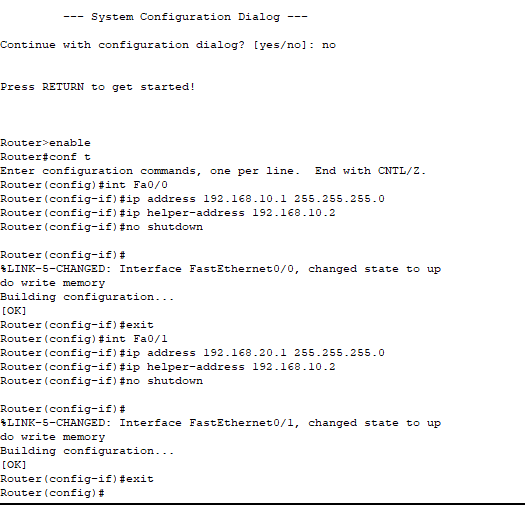 --- System Configuration Dialog ---
Continue with configuration dialog? [yes/no]: no
Press RETURN to get started!
Router>enable
Router#conf t
Enter configuration commands, one per line.  End with CNTL/Z.
Router(config)#int Fa0/0
Router(config-if)#ip address 192.168.10.1 255.255.255.0
Router(config-if)#ip helper-address 192.168.10.2
Router(config-if)#no shutdown
Router(config-if)#
%LINK-5-CHANGED: Interface FastEthernet0/0, changed state to up
do write memory
Building configuration...
[OK]
Router(config-if)#exit
Router(config)#int Fa0/1
Router(config-if)#ip address 192.168.20.1 255.255.255.0
Router(config-if)#ip helper-address 192.168.10.2
Router(config-if)#no shutdown
Router(config-if)#
%LINK-5-CHANGED: Interface FastEthernet0/1, changed state to up
do write memory
Building configuration...
[OK]
Router(config-if)#exit
Router(config)#